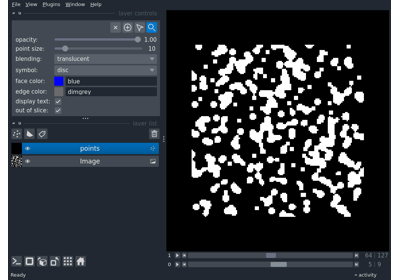 File View Plugins Window Help
layer controls
opacity: 1.00
point size: 10
blending: translucent
symbol: disc
face color: blue
edge color: dimgrey
display text:
out of slice:
layer list
points
Image
1 64 127
0 5 9
Ready activity